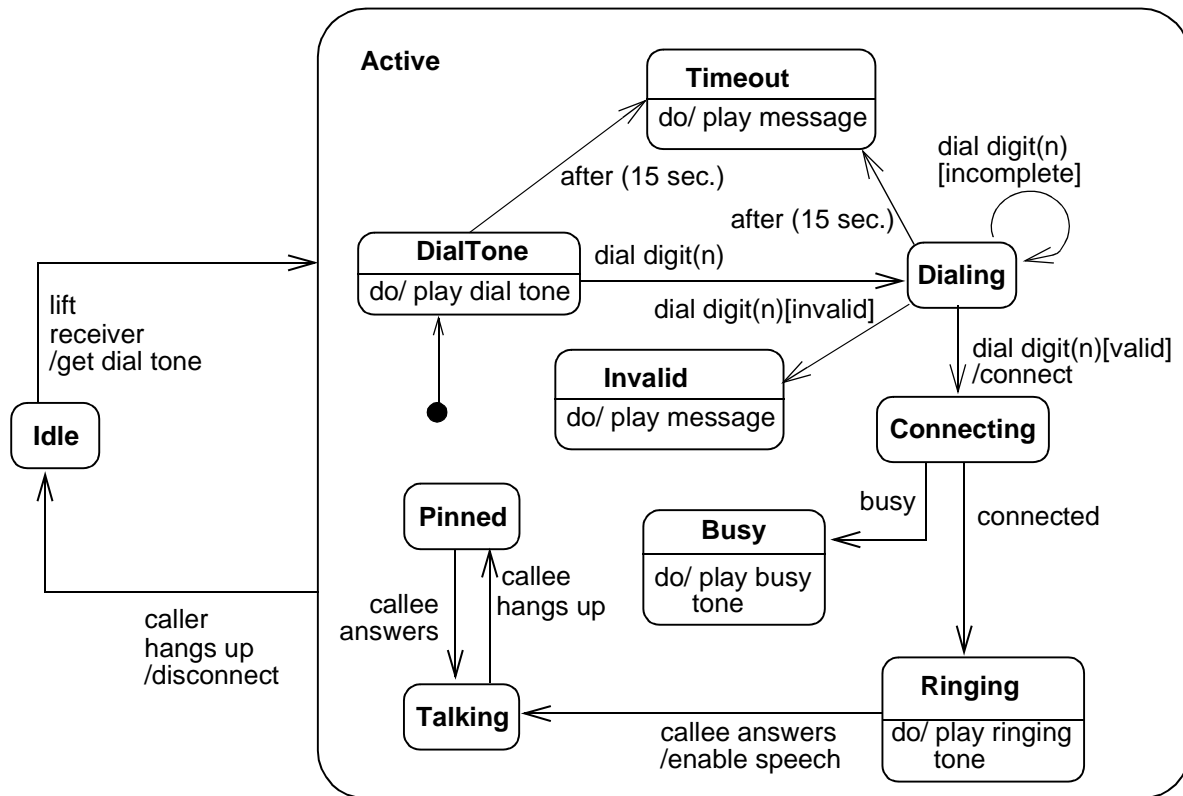 Active
Timeout
do/ play message
dial digit(n)
[incomplete]
after (15 sec.)
after (15 sec.)
DialTone
do/ play dial tone
dial digit(n)
Dialing
lift
receiver
/get dial tone
dial digit(n)[invalid]
dial digit(n)[valid]
/connect
Invalid
do/ play message
Idle
Connecting
Pinned
busy
connected
Busy
do/ play busy
tone
callee
hangs up
callee
answers
caller
hangs up
/disconnect
Talking
Ringing
do/ play ringing
tone
callee answers
/enable speech